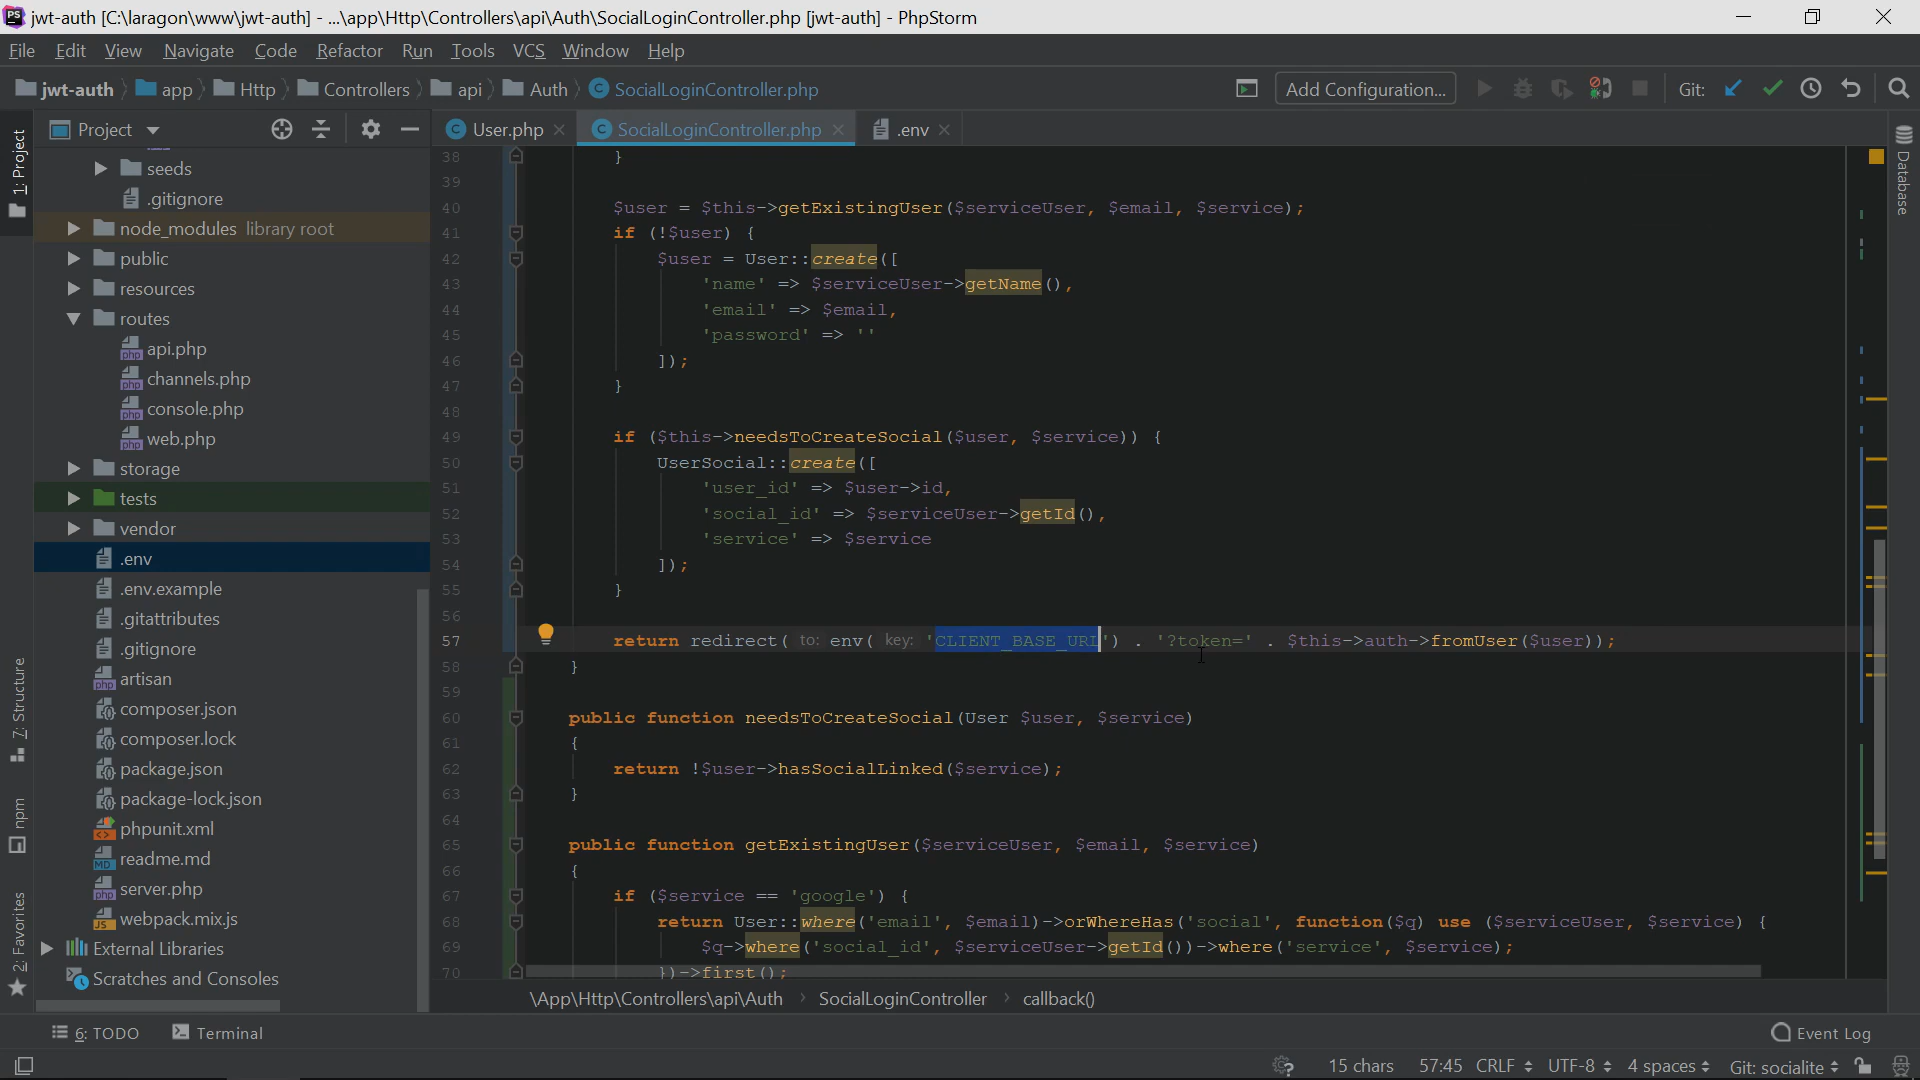 jwt-auth [C:\laragon\www\jwt-auth] - ...\app\Http\Controllers\api\Auth\SocialLoginController.php [jwt-auth] - PhpStorm
File Edit View Navigate Code Refactor Run Tools VCS Window Help
jwt-auth app Http Controllers api Auth SocialLoginController.php Add Configuration... Git:
Project User.php SocialLoginController.php .env
1: Project
Database
seeds
.gitignore
node_modules library root
public
resources
routes
api.php
channels.php
console.php
web.php
storage
tests
vendor
.env
.env.example
.gitattributes
.gitignore
artisan
composer.json
composer.lock
package.json
package-lock.json
phpunit.xml
readme.md
server.php
webpack.mix.js
External Libraries
Scratches and Consoles
7: Structure
npm
2: Favorites
38 }
39
40 $user = $this->getExistingUser($serviceUser, $email, $service);
41 if (!$user) {
42 $user = User::create([
43 'name' => $serviceUser->getName(),
44 'email' => $email,
45 'password' => ''
46 ]);
47 }
48
49 if ($this->needsToCreateSocial($user, $service)) {
50 UserSocial::create([
51 'user_id' => $user->id,
52 'social_id' => $serviceUser->getId(),
53 'service' => $service
54 ]);
55 }
56
57 return redirect( to: env( key: 'CLIENT_BASE_URL') . '?token=' . $this->auth->fromUser($user));
58 }
59
60 public function needsToCreateSocial(User $user, $service)
61 {
62 return !$user->hasSocialLinked($service);
63 }
64
65 public function getExistingUser($serviceUser, $email, $service)
66 {
67 if ($service == 'google') {
68 return User::where('email', $email)->orWhereHas('social', function($q) use ($serviceUser, $service) {
69 $q->where('social_id', $serviceUser->getId())->where('service', $service);
70 })->first();
\App\Http\Controllers\api\Auth SocialLoginController callback()
6: TODO Terminal Event Log
15 chars 57:45 CRLF UTF-8 4 spaces Git: socialite